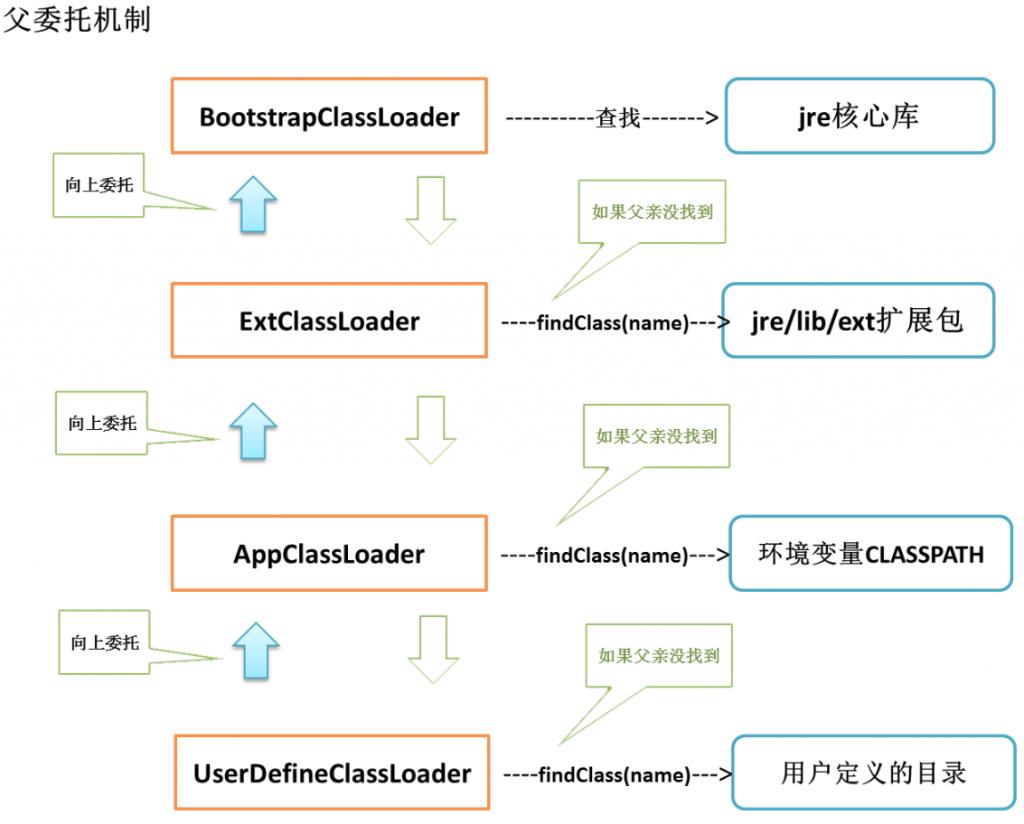 父委托机制
BootstrapClassLoader ----------查找-------> jre核心库
向上委托
如果父亲没找到
ExtClassLoader ----findClass(name)---> jre/lib/ext扩展包
向上委托
如果父亲没找到
AppClassLoader ----findClass(name)---> 环境变量CLASSPATH
向上委托
如果父亲没找到
UserDefineClassLoader ----findClass(name)---> 用户定义的目录